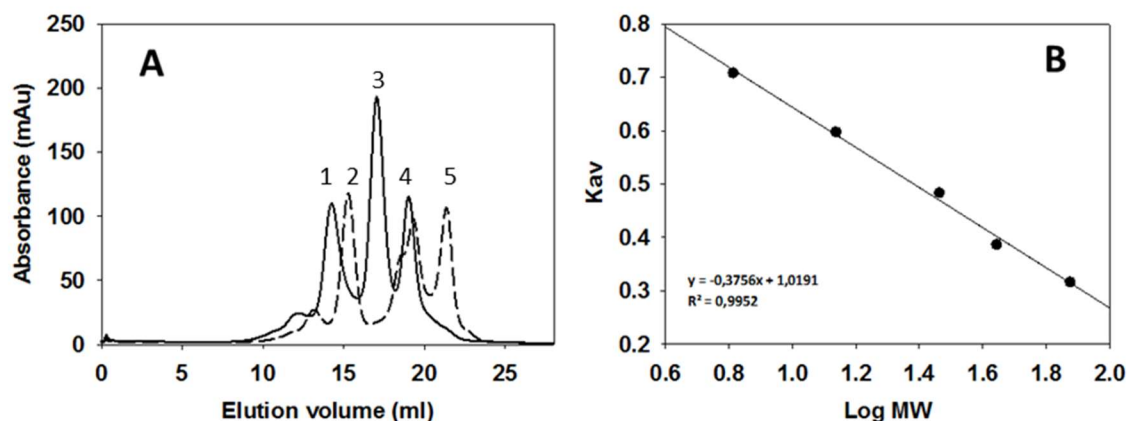 A
250
200
150
100
50
0
Absorbance (mAu)
1 2 3 4 5
0 5 10 15 20 25
Elution volume (ml)
B
0.8
0.7
0.6
0.5
0.4
0.3
0.2
Kav
y = -0,3756x + 1,0191
R² = 0,9952
0.6 0.8 1.0 1.2 1.4 1.6 1.8 2.0
Log MW